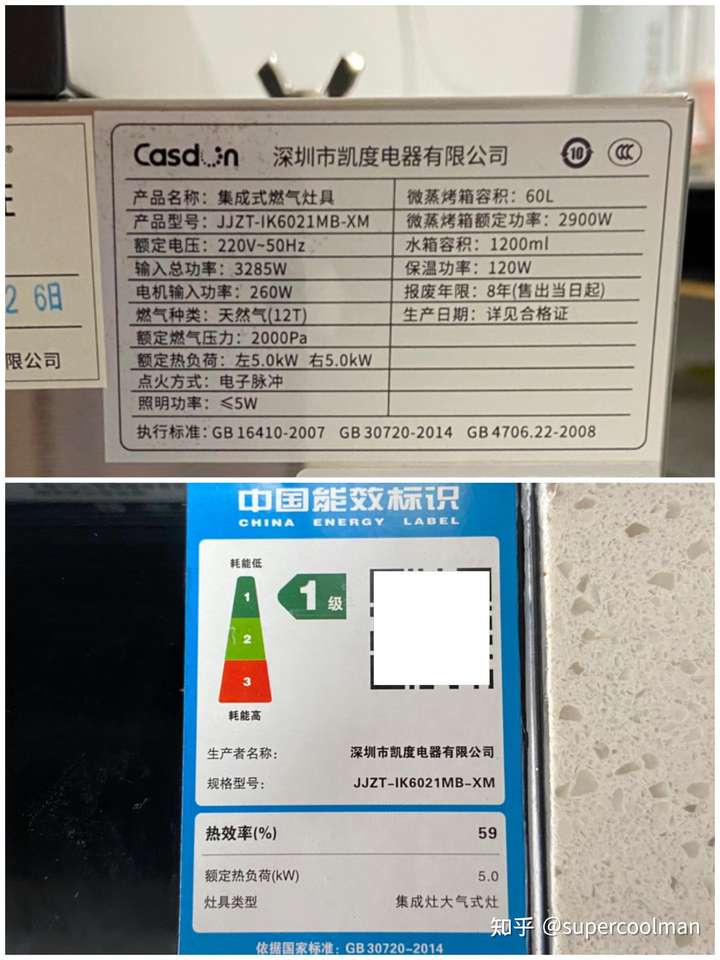 Casdon 深圳市凯度电器有限公司 10 CCC
产品名称：集成式燃气灶具 微蒸烤箱容积：60L
产品型号：JJZT-IK6021MB-XM 微蒸烤箱额定功率：2900W
额定电压：220V~50Hz 水箱容积：1200ml
输入总功率：3285W 保温功率：120W
电机输入功率：260W 报废年限：8年(售出当日起)
燃气种类：天然气(12T) 生产日期：详见合格证
额定燃气压力：2000Pa
额定热负荷：左5.0kW 右5.0kW
点火方式：电子脉冲
照明功率：≤5W
执行标准：GB 16410-2007 GB 30720-2014 GB 4706.22-2008
2 6日
限公司
中国能效标识
CHINA ENERGY LABEL
耗能低
1
2
3
耗能高
1级
生产者名称： 深圳市凯度电器有限公司
规格型号： JJZT-IK6021MB-XM
热效率(%) 59
额定热负荷(kW) 5.0
灶具类型 集成灶大气式灶
依据国家标准：GB 30720-2014
知乎 @supercoolman